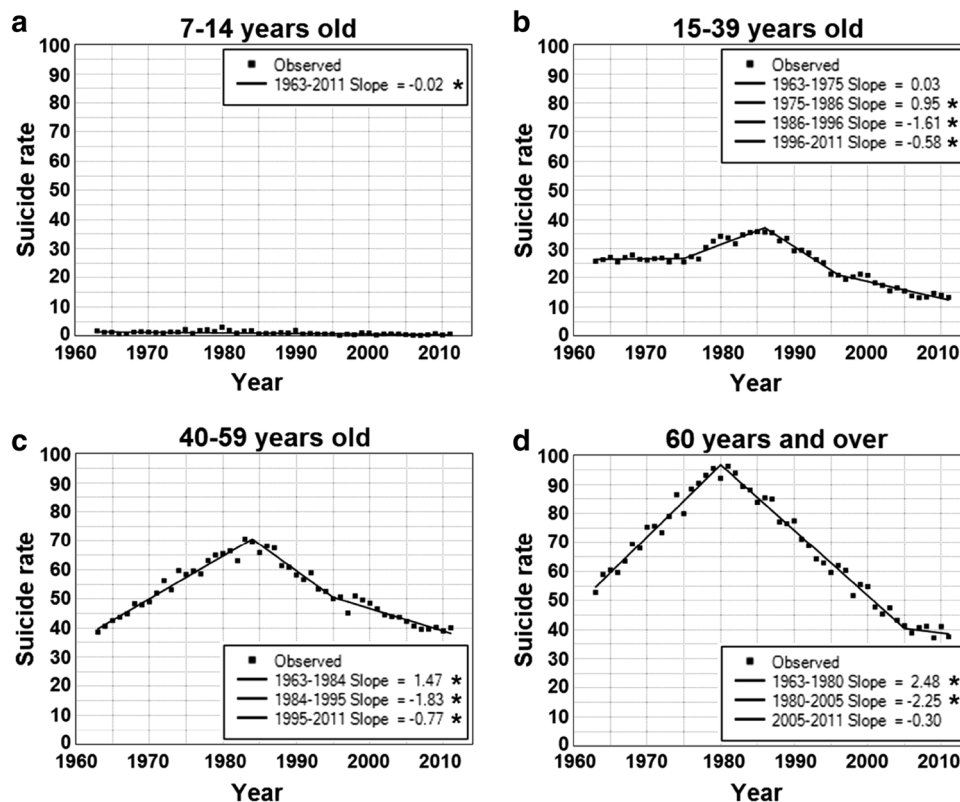 a
7-14 years old
100
90
80
70
60
50
40
30
20
10
0
Suicide rate
Observed
1963-2011 Slope = -0.02 *
1960 1970 1980 1990 2000 2010
Year
b
15-39 years old
100
90
80
70
60
50
40
30
20
10
0
Suicide rate
Observed
1963-1975 Slope = 0.03
1975-1986 Slope = 0.95 *
1986-1996 Slope = -1.61 *
1996-2011 Slope = -0.58 *
1960 1970 1980 1990 2000 2010
Year
c
40-59 years old
100
90
80
70
60
50
40
30
20
10
0
Suicide rate
Observed
1963-1984 Slope = 1.47 *
1984-1995 Slope = -1.83 *
1995-2011 Slope = -0.77 *
1960 1970 1980 1990 2000 2010
Year
d
60 years and over
100
90
80
70
60
50
40
30
20
10
0
Suicide rate
Observed
1963-1980 Slope = 2.48 *
1980-2005 Slope = -2.25 *
2005-2011 Slope = -0.30
1960 1970 1980 1990 2000 2010
Year